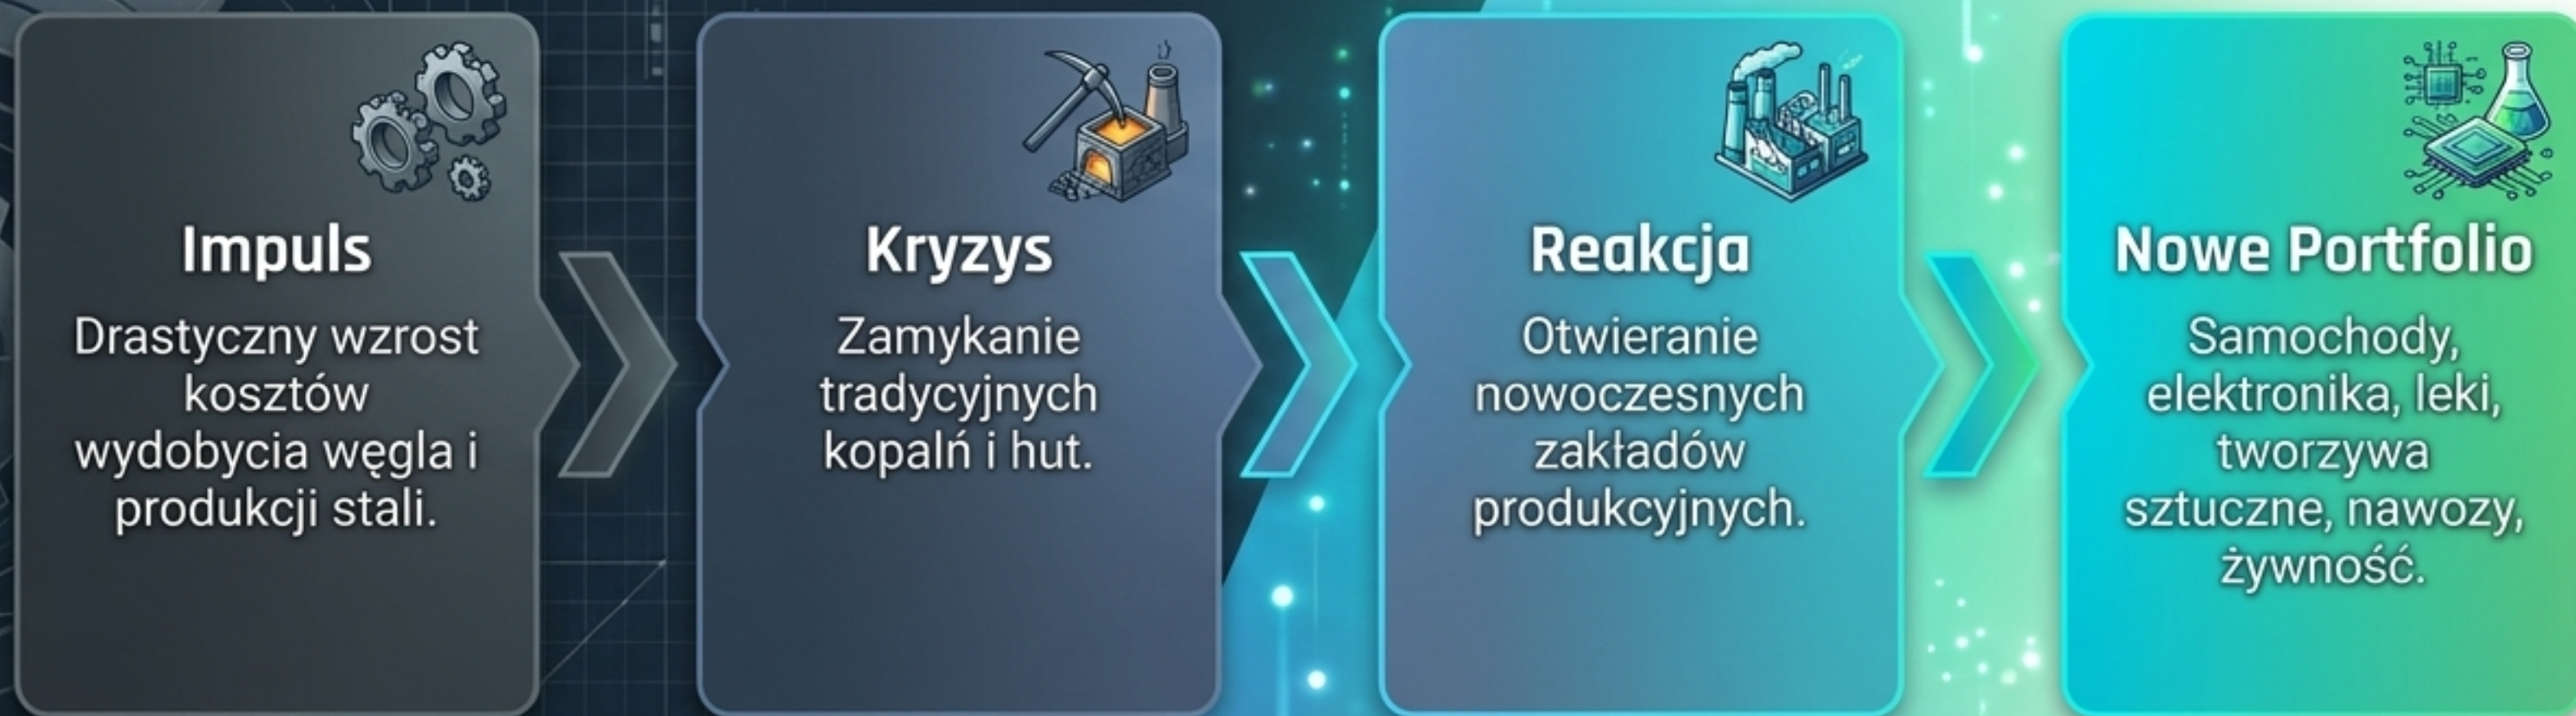 Impuls
Drastyczny wzrost
kosztów
wydobycia węgla i
produkcji stali.
Kryzys
Zamykanie
tradycyjnych
kopalń i hut.
Reakcja
Otwieranie
nowoczesnych
zakładów
produkcyjnych.
Nowe Portfolio
Samochody,
elektronika, leki,
tworzywa
sztuczne, nawozy,
żywność.